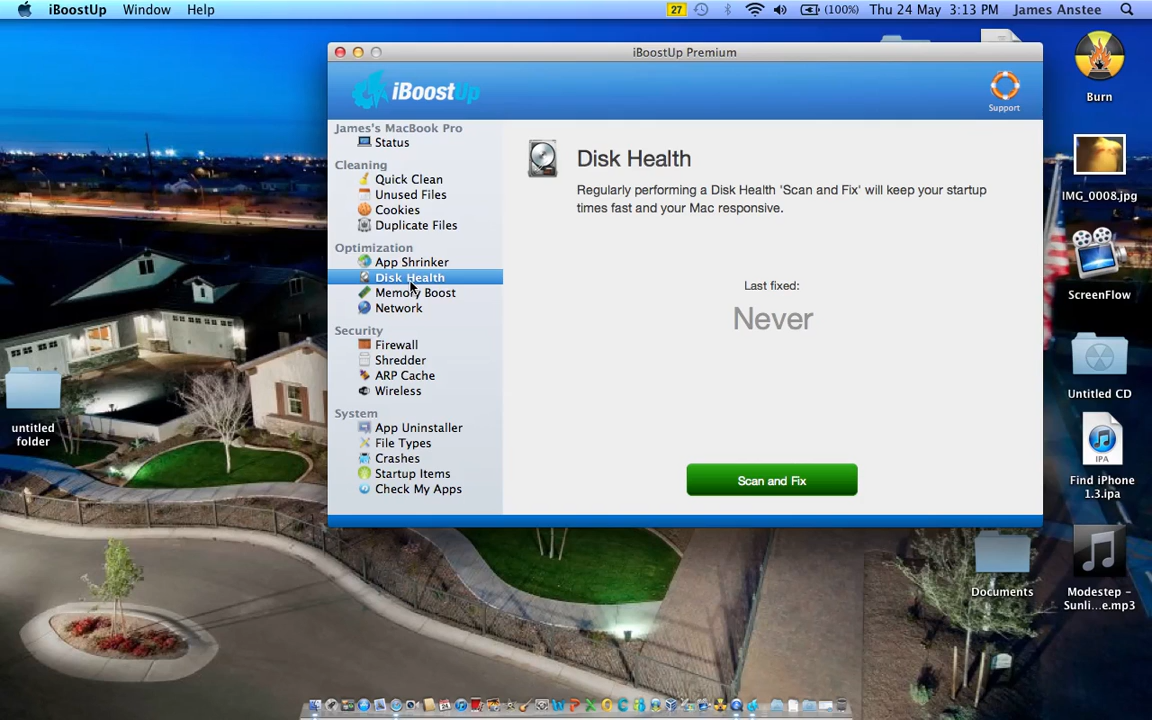 iBoostUp Window Help 27 (100%) Thu 24 May 3:13 PM James Anstee
iBoostUp Premium
iBoostUp
Support
James's MacBook Pro
Status
Cleaning
Quick Clean
Unused Files
Cookies
Duplicate Files
Optimization
App Shrinker
Disk Health
Memory Boost
Network
Security
Firewall
Shredder
ARP Cache
Wireless
System
App Uninstaller
File Types
Crashes
Startup Items
Check My Apps
Disk Health
Regularly performing a Disk Health 'Scan and Fix' will keep your startup
times fast and your Mac responsive.
Last fixed:
Never
Scan and Fix
untitled
folder
Burn
IMG_0008.jpg
ScreenFlow
Untitled CD
IPA
Find iPhone
1.3.ipa
Documents
Modestep –
Sunli...e.mp3